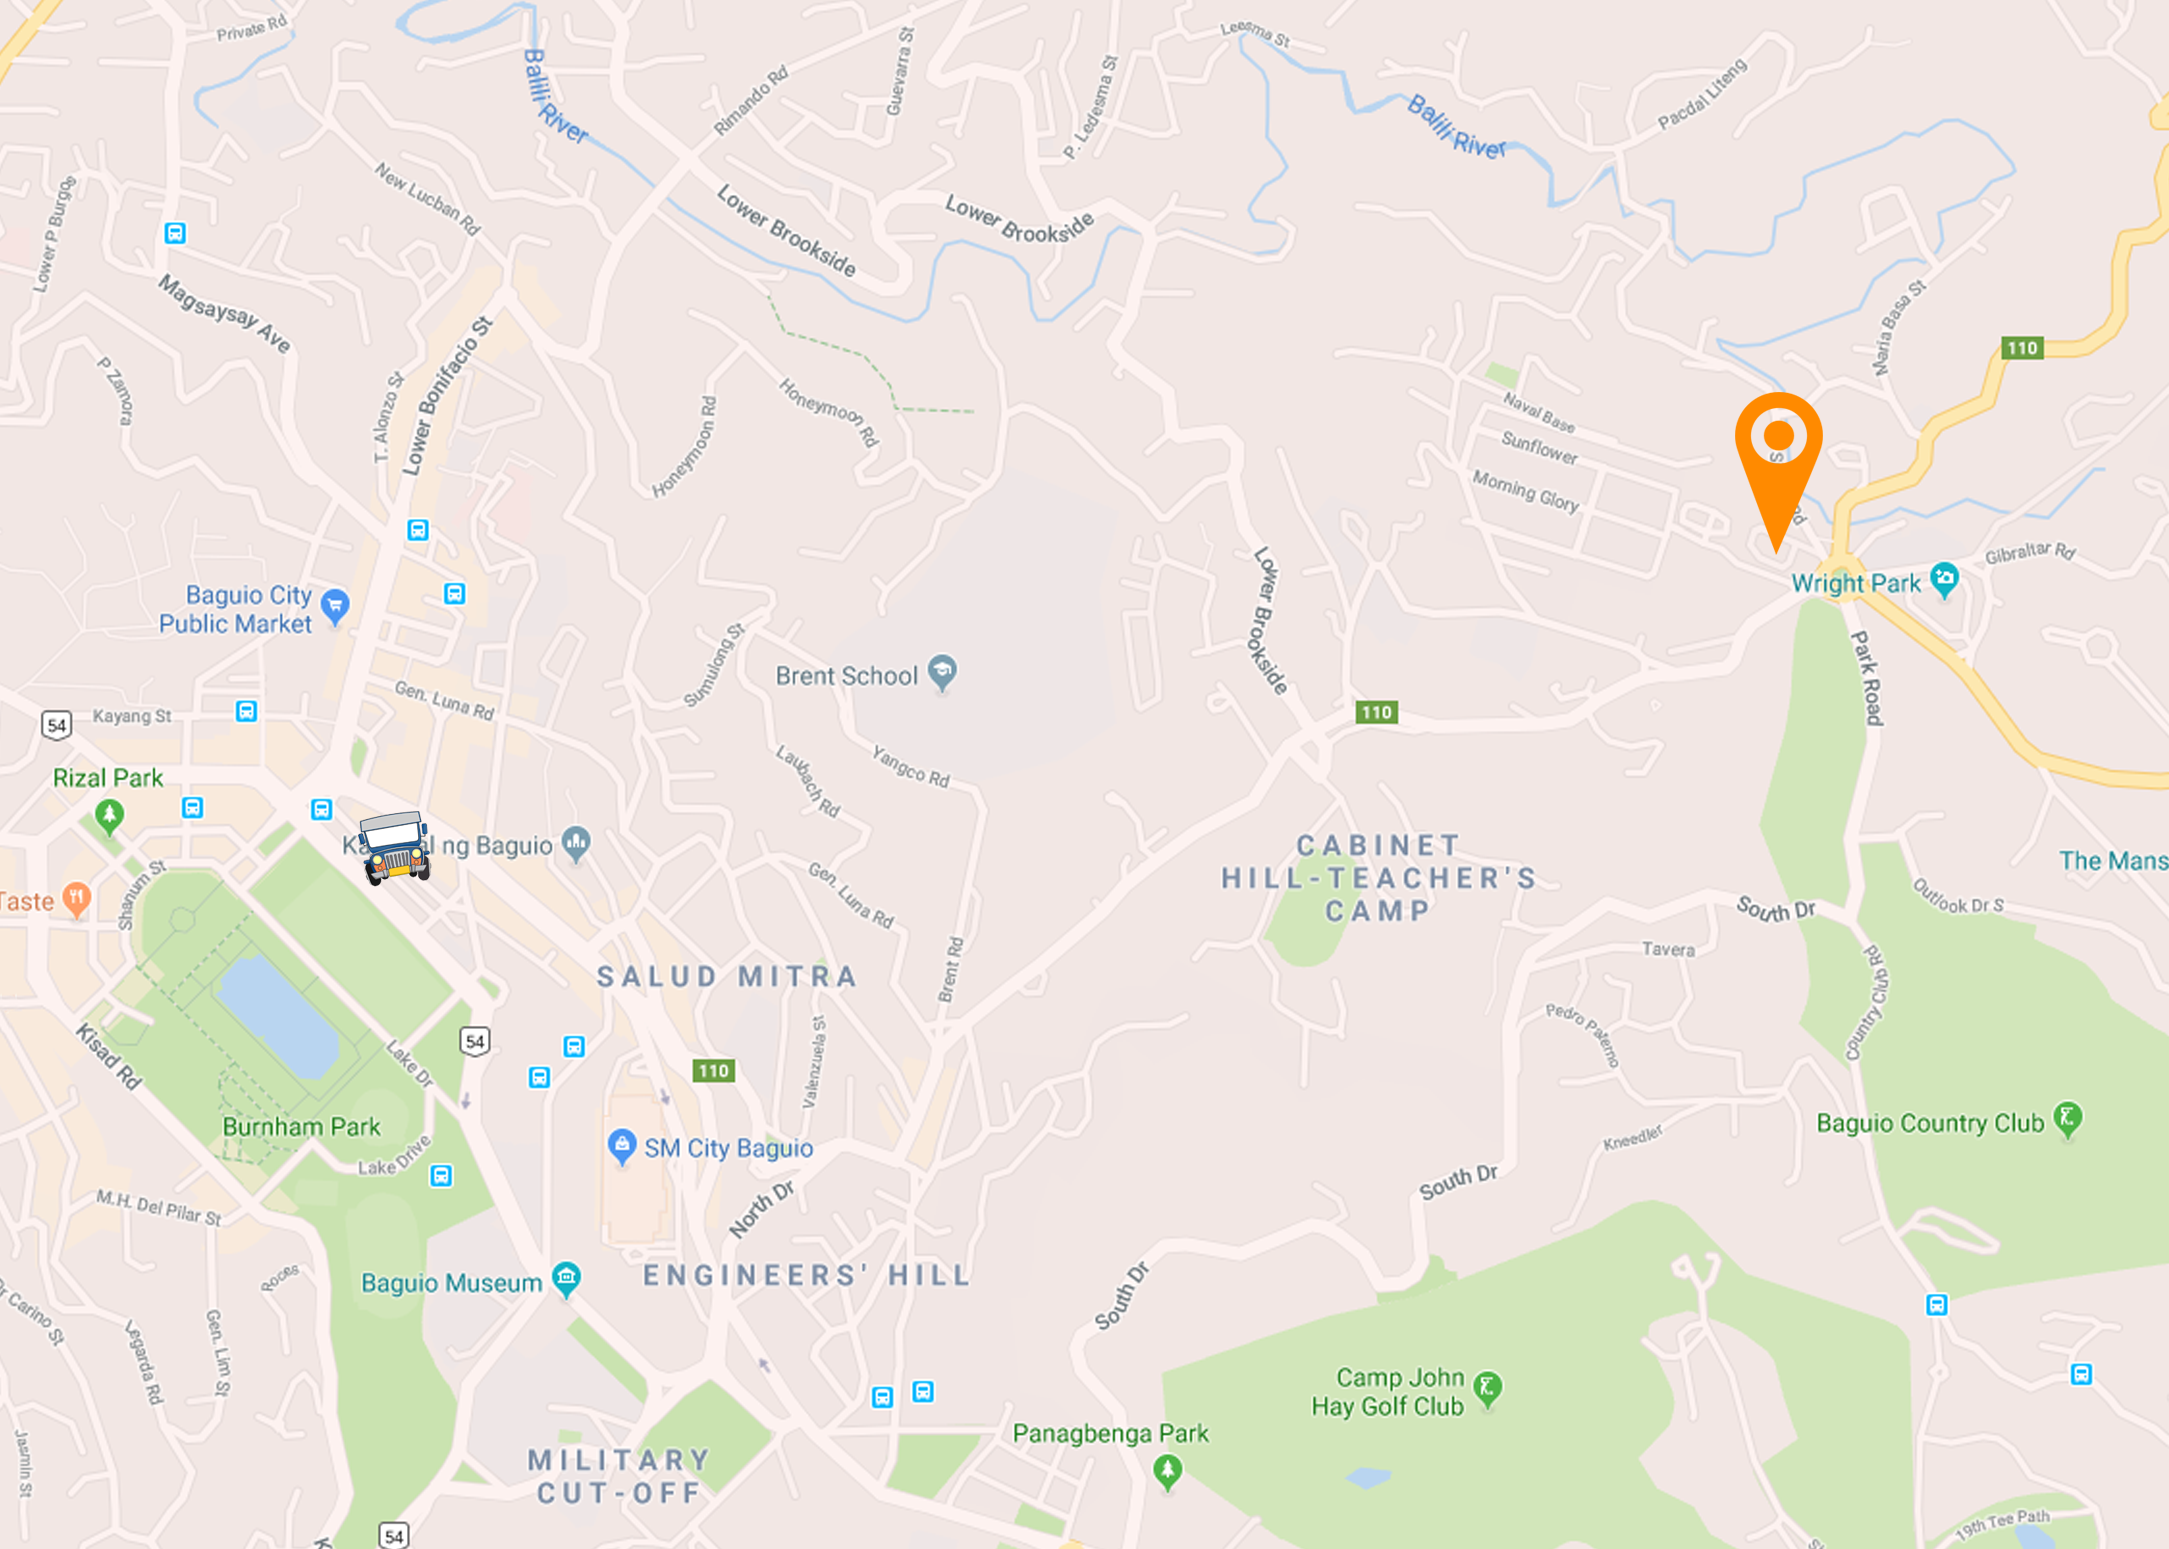 Private Rd
Guevarra St
Leesma St
Balili River
Rimando Rd
P. Ledesma St
Balili River
Pacdal Liteng
New Lucban Rd
Lower P Burgos
Lower Brookside
Lower Brookside
Magsaysay Ave
Maria Basa St
110
P Zamora
T. Alonzo St
Lower Bonifacio St
Honeymoon Rd
Honeymoon Rd
Naval Base
Sunflower
Morning Glory
S
Rd
Gibraltar Rd
Wright Park
Baguio City
Public Market
Lower Brookside
Park Road
Sumulong St
Brent School
Gen. Luna Rd
Kayang St
54
110
Rizal Park
Laubach Rd
Yangco Rd
Ka
al ng Baguio
CABINET
HILL-TEACHER'S
CAMP
The Mans
Taste
Shanum St
Gen. Luna Rd
South Dr
Outlook Dr S
Tavera
SALUD MITRA
Brent Rd
Country Club Rd
Pedro Paterno
Kisad Rd
Lake Dr
54
110
Valenzuela St
Burnham Park
Lake Drive
SM City Baguio
Baguio Country Club
Kneedler
South Dr
M.H. Del Pilar St
North Dr
Roces
Baguio Museum
ENGINEERS' HILL
South Dr
Dr Carino St
Legarda Rd
Gen. Lim St
Camp John
Hay Golf Club
Panagbenga Park
Jasmin St
MILITARY
CUT-OFF
54
K
19th Tee Path